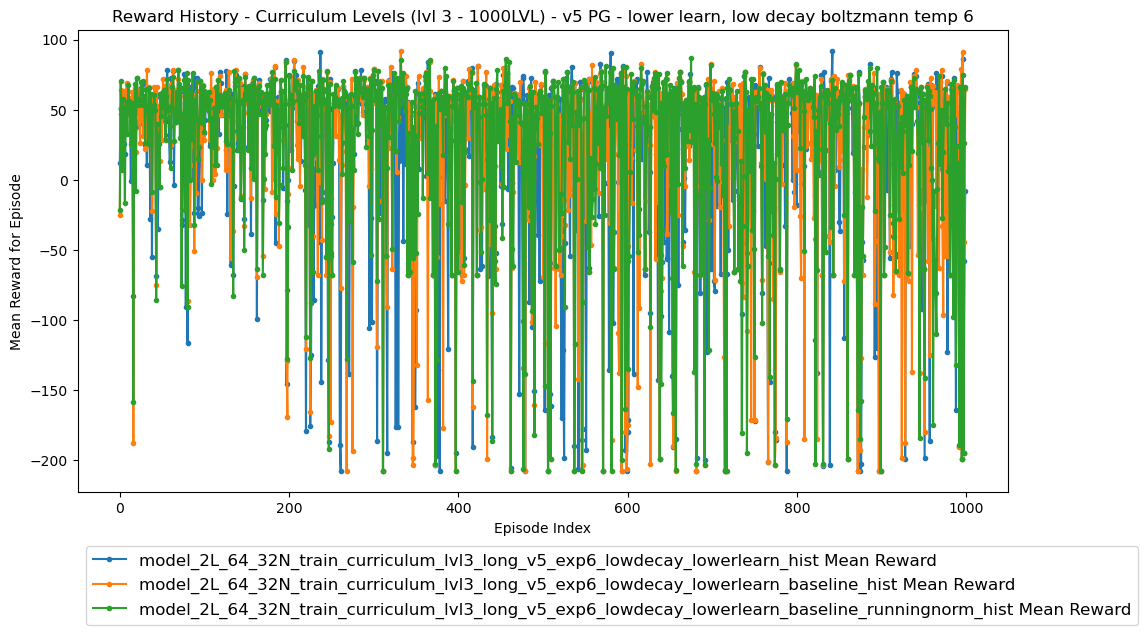 Reward History - Curriculum Levels (lvl 3 - 1000LVL) - v5 PG - lower learn, low decay boltzmann temp 6
100
50
0
−50
−100
−150
−200
Mean Reward for Episode
0 200 400 600 800 1000
Episode Index
model_2L_64_32N_train_curriculum_lvl3_long_v5_exp6_lowdecay_lowerlearn_hist Mean Reward
model_2L_64_32N_train_curriculum_lvl3_long_v5_exp6_lowdecay_lowerlearn_baseline_hist Mean Reward
model_2L_64_32N_train_curriculum_lvl3_long_v5_exp6_lowdecay_lowerlearn_baseline_runningnorm_hist Mean Reward